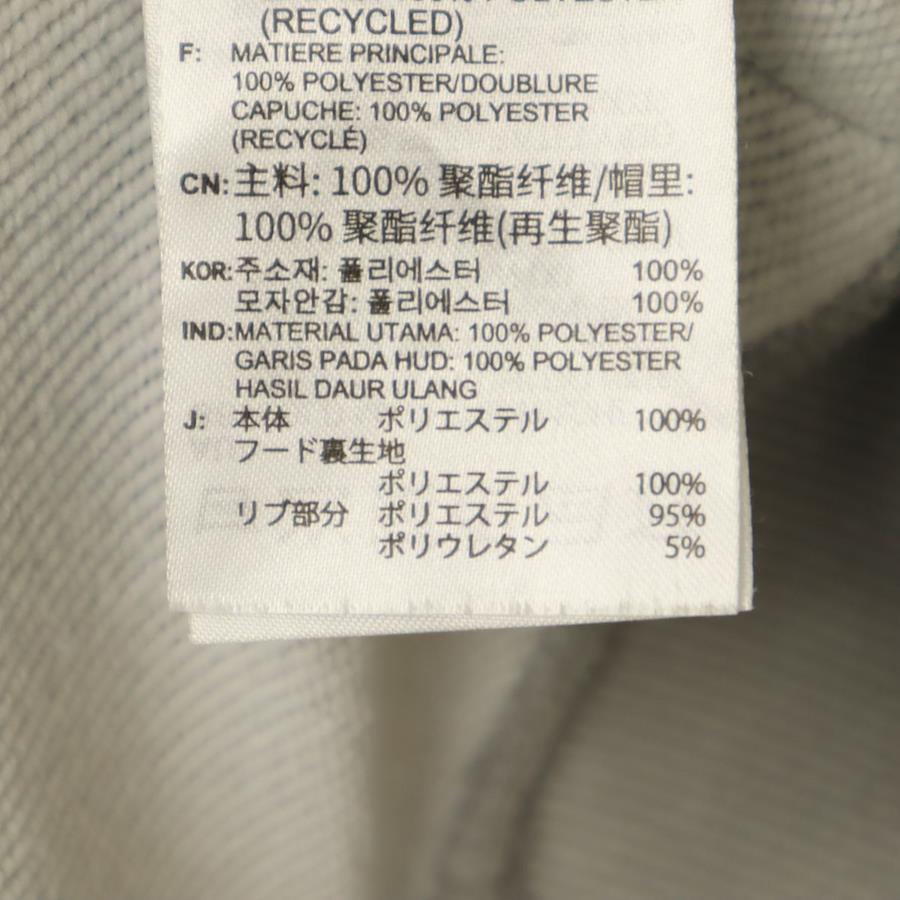 (RECYCLED)
F: MATIERE PRINCIPALE:
100% POLYESTER/DOUBLURE
CAPUCHE: 100% POLYESTER
(RECYCLÉ)
CN: 主料: 100% 聚酯纤维/帽里:
100% 聚酯纤维(再生聚酯)
KOR: 주소재: 폴리에스터 100%
모자안감: 폴리에스터 100%
IND: MATERIAL UTAMA: 100% POLYESTER/
GARIS PADA HUD: 100% POLYESTER
HASIL DAUR ULANG
J: 本体 ポリエステル 100%
フード裏生地
ポリエステル 100%
リブ部分 ポリエステル 95%
ポリウレタン 5%